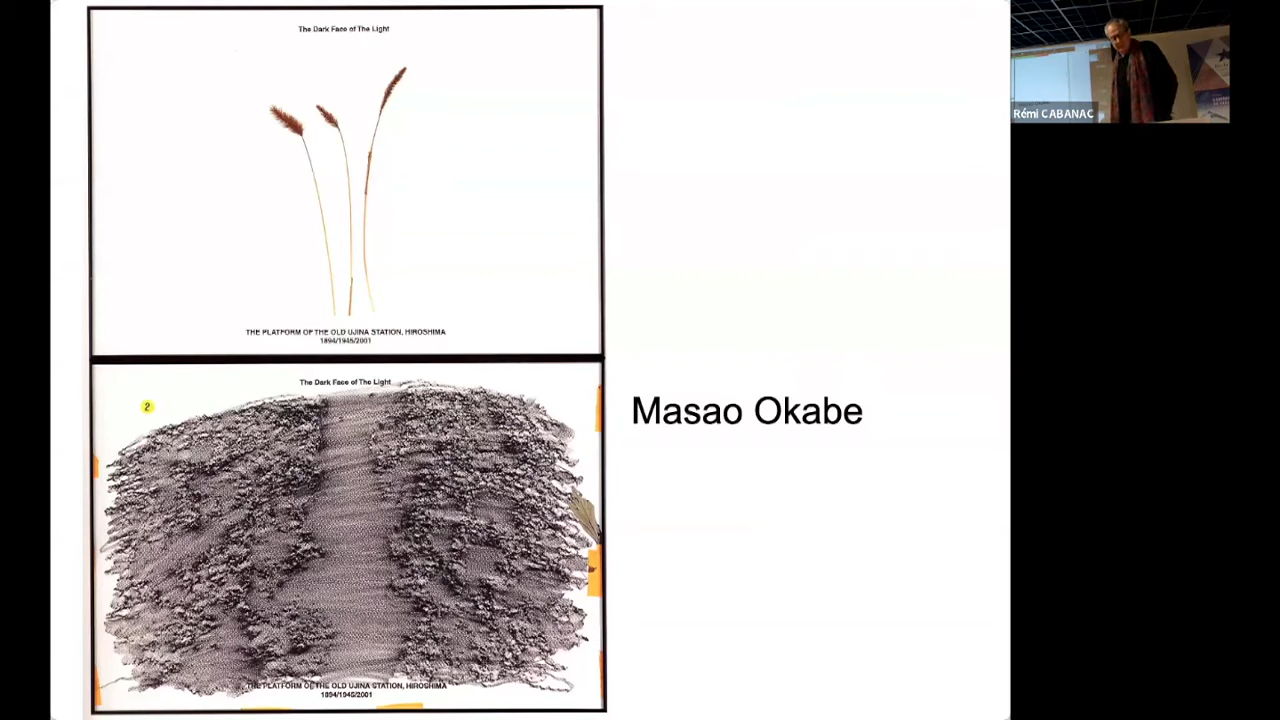 The Dark Face of The Light
THE PLATFORM OF THE OLD UJINA STATION, HIROSHIMA
1894/1945/2001
The Dark Face of The Light
2
THE PLATFORM OF THE OLD UJINA STATION, HIROSHIMA
1894/1945/2001
Masao Okabe
Rémi CABANAC